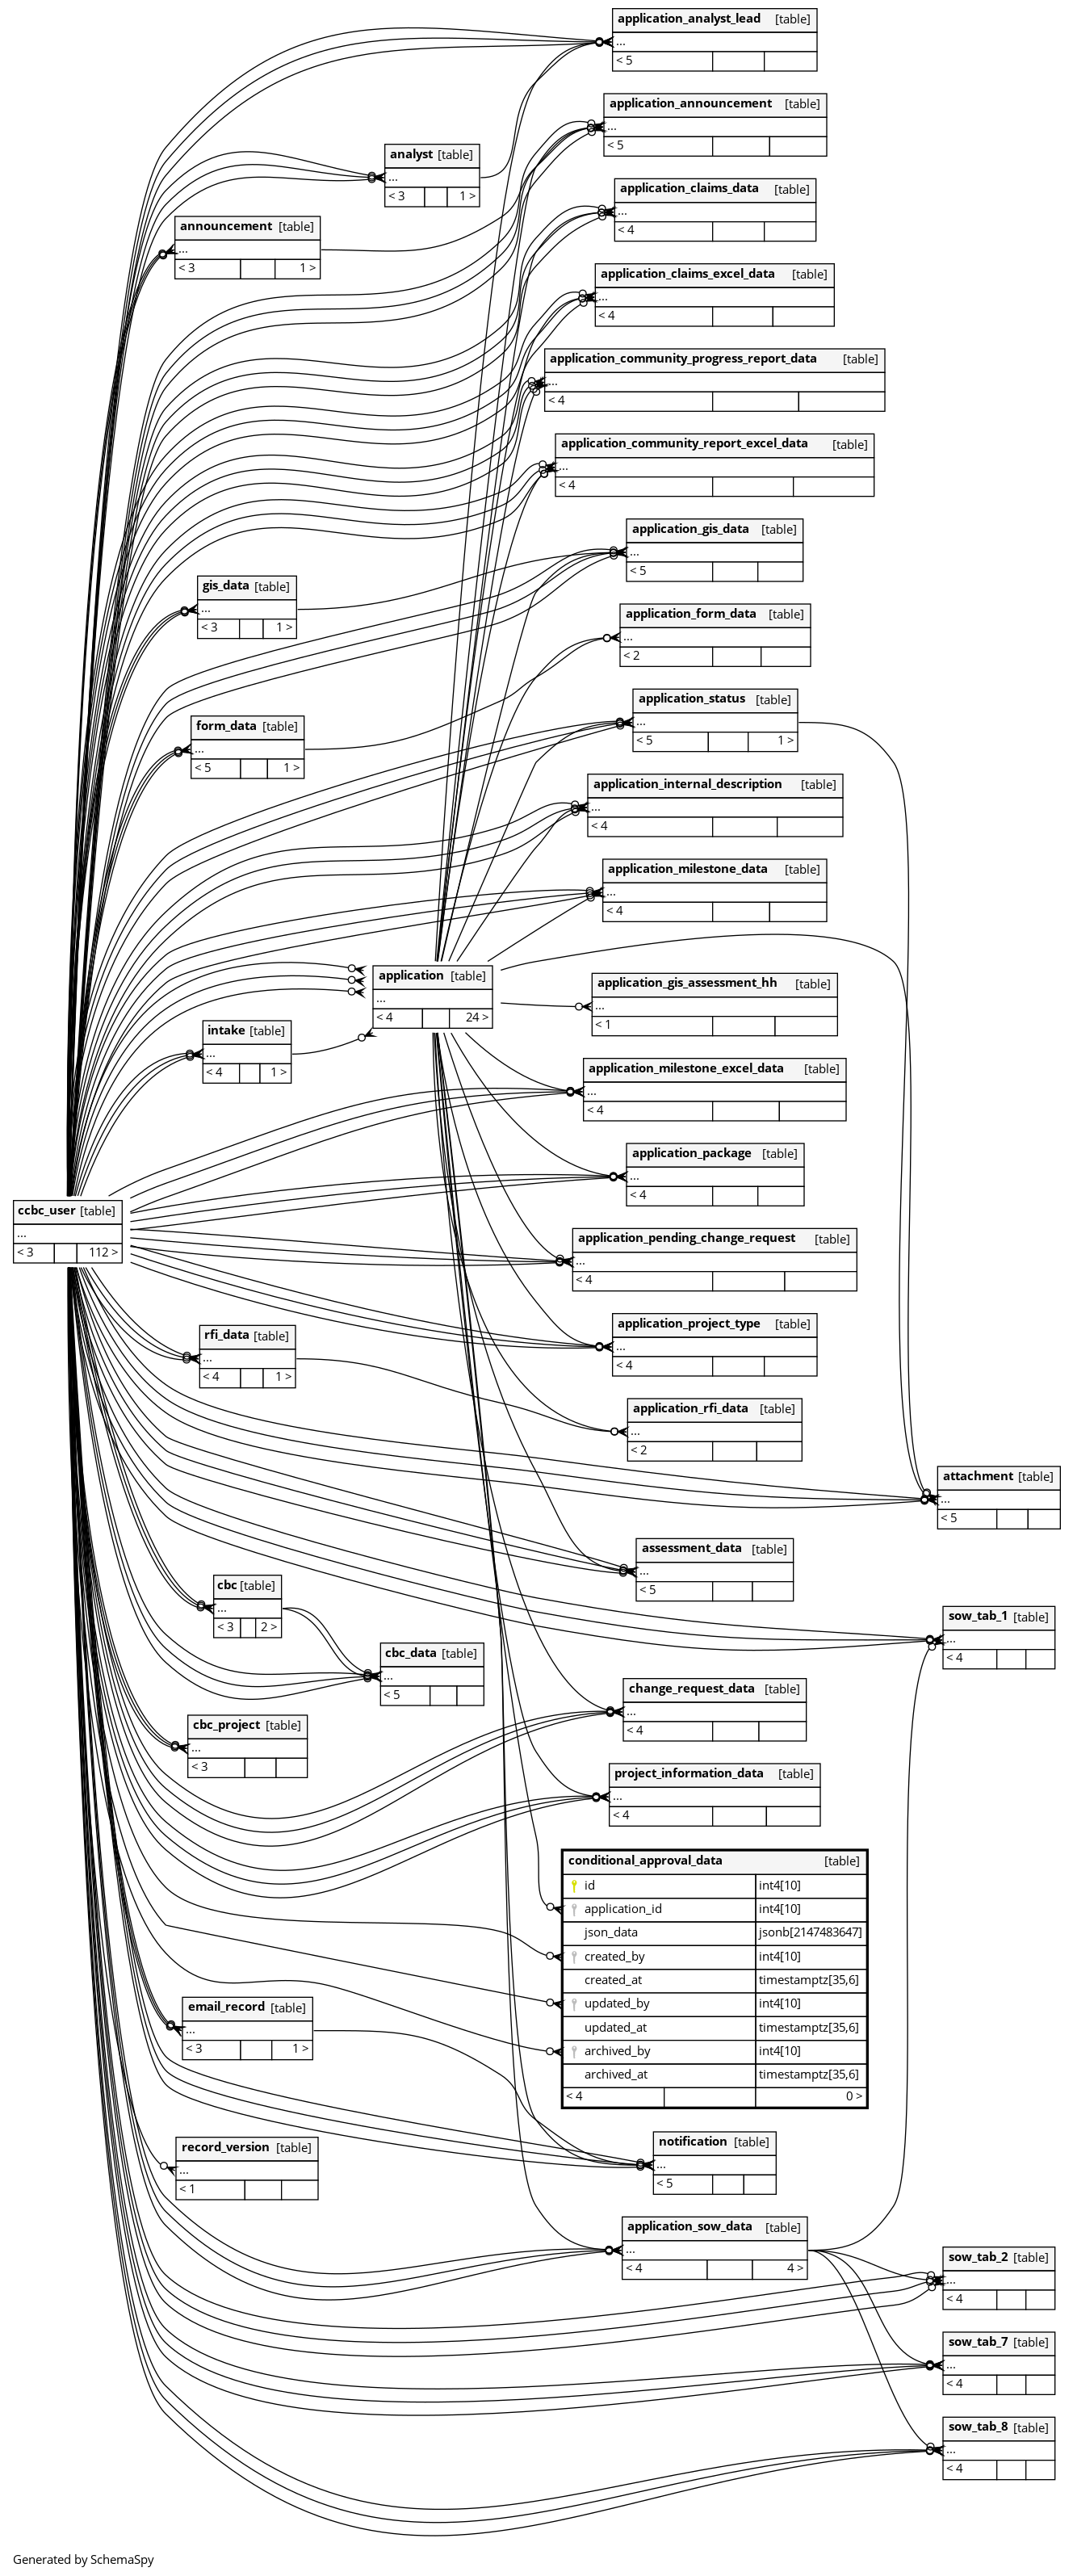 application_analyst_lead [table]
...
< 5
application_announcement [table]
...
< 5
analyst [table]
...
< 3 1 >
application_claims_data [table]
...
< 4
announcement [table]
...
< 3 1 >
application_claims_excel_data [table]
...
< 4
application_community_progress_report_data [table]
...
< 4
application_community_report_excel_data [table]
...
< 4
application_gis_data [table]
...
< 5
gis_data [table]
...
< 3 1 >
application_form_data [table]
...
< 2
application_status [table]
...
< 5 1 >
form_data [table]
...
< 5 1 >
application_internal_description [table]
...
< 4
application_milestone_data [table]
...
< 4
application [table]
...
< 4 24 >
application_gis_assessment_hh [table]
...
< 1
intake [table]
...
< 4 1 >
application_milestone_excel_data [table]
...
< 4
application_package [table]
...
< 4
ccbc_user [table]
...
< 3 112 >
application_pending_change_request [table]
...
< 4
application_project_type [table]
...
< 4
rfi_data [table]
...
< 4 1 >
application_rfi_data [table]
...
< 2
attachment [table]
...
< 5
assessment_data [table]
...
< 5
cbc [table]
...
< 3 2 >
sow_tab_1 [table]
...
< 4
cbc_data [table]
...
< 5
change_request_data [table]
...
< 4
cbc_project [table]
...
< 3
project_information_data [table]
...
< 4
conditional_approval_data [table]
id int4[10]
application_id int4[10]
json_data jsonb[2147483647]
created_by int4[10]
created_at timestamptz[35,6]
updated_by int4[10]
updated_at timestamptz[35,6]
archived_by int4[10]
archived_at timestamptz[35,6]
< 4 0 >
email_record [table]
...
< 3 1 >
notification [table]
...
< 5
record_version [table]
...
< 1
application_sow_data [table]
...
< 4 4 >
sow_tab_2 [table]
...
< 4
sow_tab_7 [table]
...
< 4
sow_tab_8 [table]
...
< 4
Generated by SchemaSpy